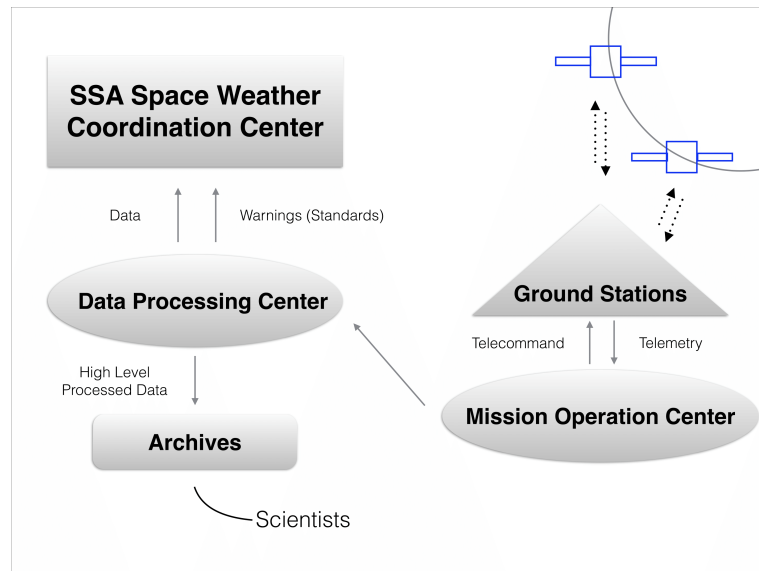 SSA Space Weather
Coordination Center
Data
Warnings (Standards)
Data Processing Center
Ground Stations
Telecommand
Telemetry
High Level
Processed Data
Mission Operation Center
Archives
Scientists